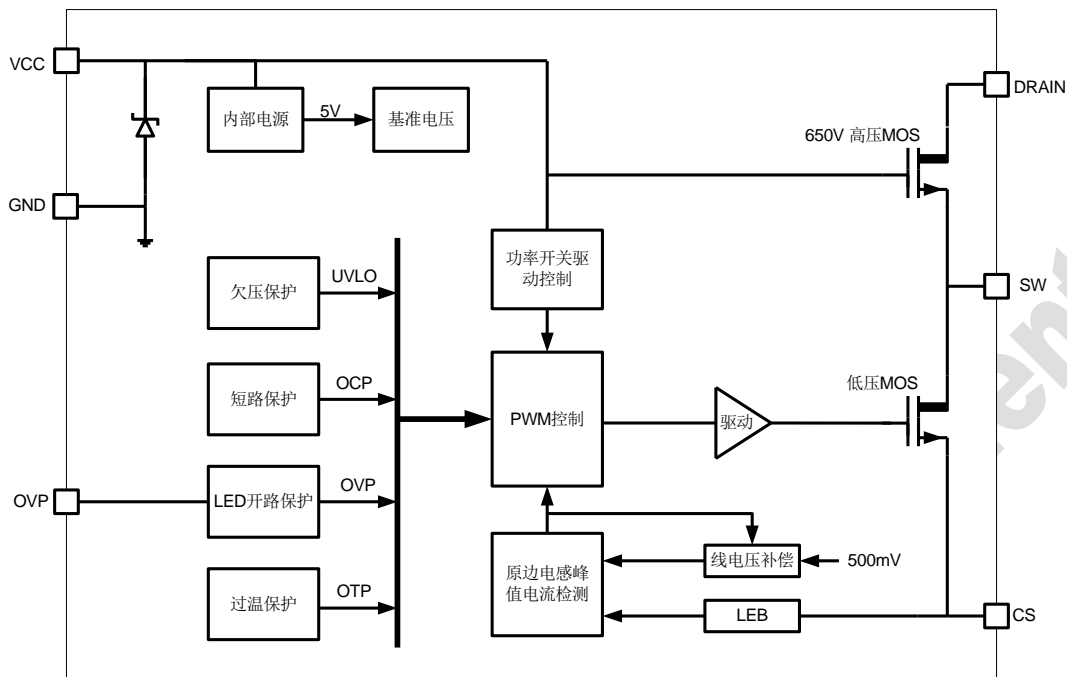 VCC
DRAIN
内部电源
5V
基准电压
650V 高压MOS
GND
功率开关驱
动控制
欠压保护
UVLO
SW
短路保护
OCP
PWM控制
驱动
低压MOS
OVP
LED开路保护
OVP
原边电感峰
值电流检测
线电压补偿
500mV
过温保护
OTP
LEB
CS